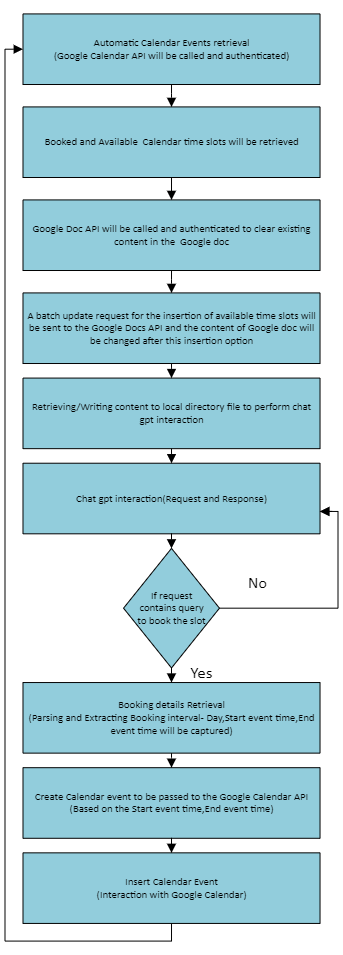 Automatic Calendar Events retrieval
(Google Calendar API will be called and authenticated)
Booked and Available Calendar time slots will be retrieved
Google Doc API will be called and authenticated to clear existing
content in the Google doc
A batch update request for the insertion of available time slots will
be sent to the Google Docs API and the content of Google doc will
be changed after this insertion option
Retrieving/Writing content to local directory file to perform chat
gpt interaction
Chat gpt interaction(Request and Response)
If request
contains query
to book the slot
No
Yes
Booking details Retrieval
(Parsing and Extracting Booking interval- Day,Start event time,End
event time will be captured)
Create Calendar event to be passed to the Google Calendar API
(Based on the Start event time,End event time)
Insert Calendar Event
(Interaction with Google Calendar)